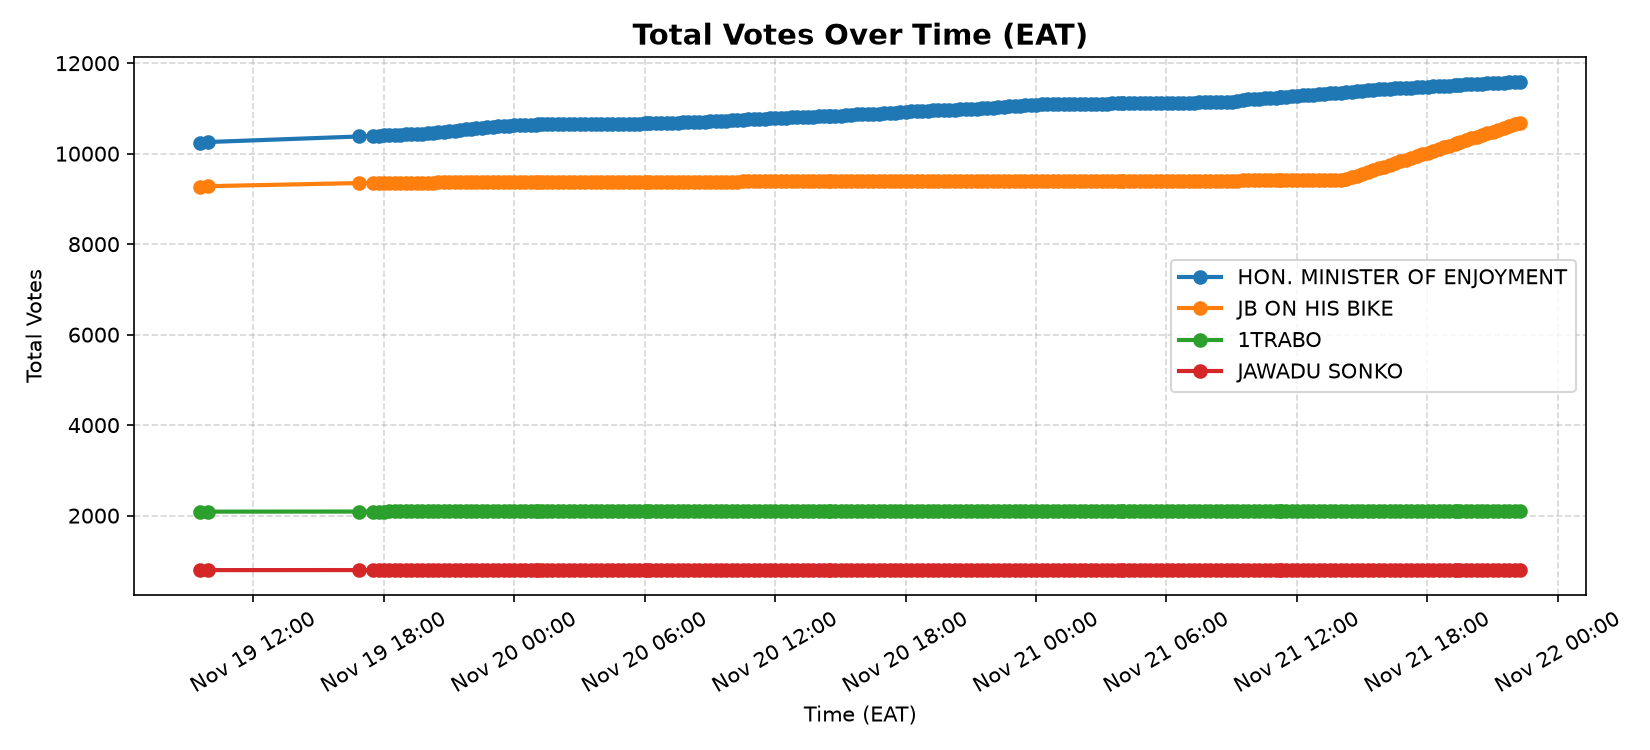 Total Votes Over Time (EAT)
12000
10000
8000
6000
4000
2000
Total Votes
HON. MINISTER OF ENJOYMENT
JB ON HIS BIKE
1TRABO
JAWADU SONKO
Nov 19 12:00
Nov 19 18:00
Nov 20 00:00
Nov 20 06:00
Nov 20 12:00
Nov 20 18:00
Nov 21 00:00
Nov 21 06:00
Nov 21 12:00
Nov 21 18:00
Nov 22 00:00
Time (EAT)